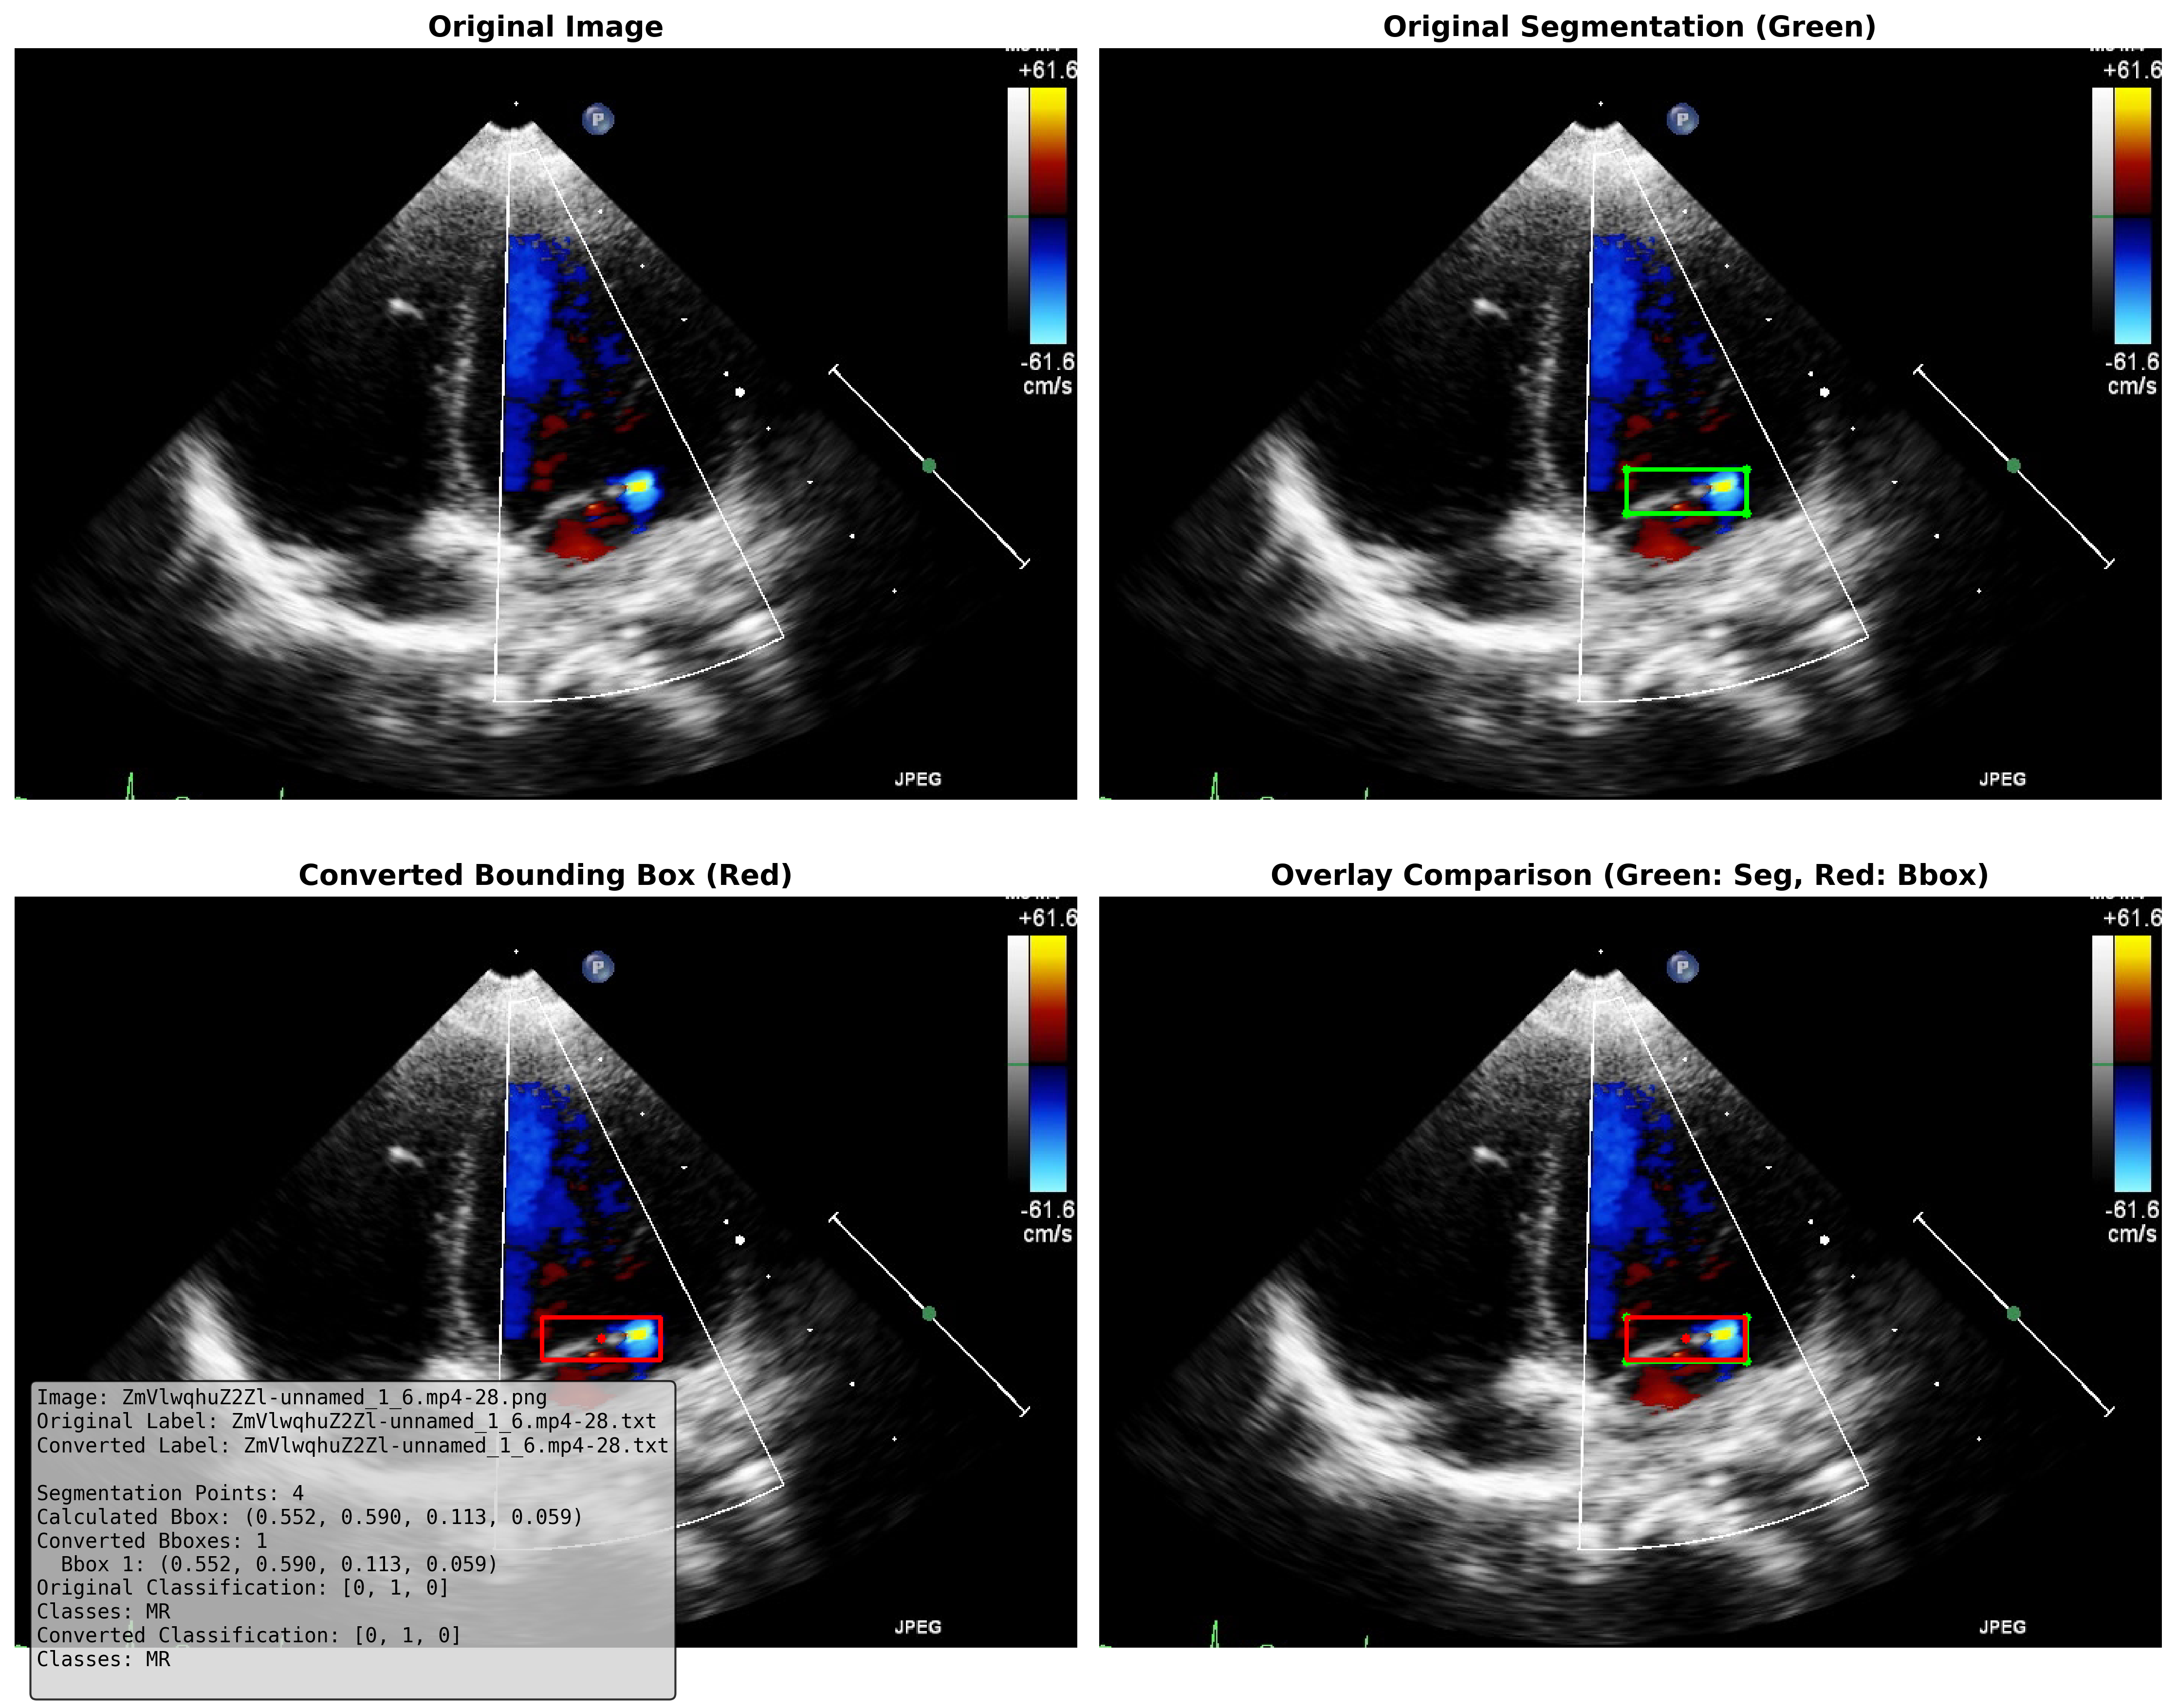 Original Image
+61.6
P
-61.6
cm/s
JPEG
Original Segmentation (Green)
+61.6
P
-61.6
cm/s
JPEG
Converted Bounding Box (Red)
+61.6
P
-61.6
cm/s
Image: ZmVlwqhuZ2Zl-unnamed_1_6.mp4-28.png
Original Label: ZmVlwqhuZ2Zl-unnamed_1_6.mp4-28.txt
Converted Label: ZmVlwqhuZ2Zl-unnamed_1_6.mp4-28.txt
Segmentation Points: 4
Calculated Bbox: (0.552, 0.590, 0.113, 0.059)
Converted Bboxes: 1
Bbox 1: (0.552, 0.590, 0.113, 0.059)
Original Classification: [0, 1, 0]
Classes: MR
Converted Classification: [0, 1, 0]
Classes: MR
JPEG
Overlay Comparison (Green: Seg, Red: Bbox)
+61.6
P
-61.6
cm/s
JPEG